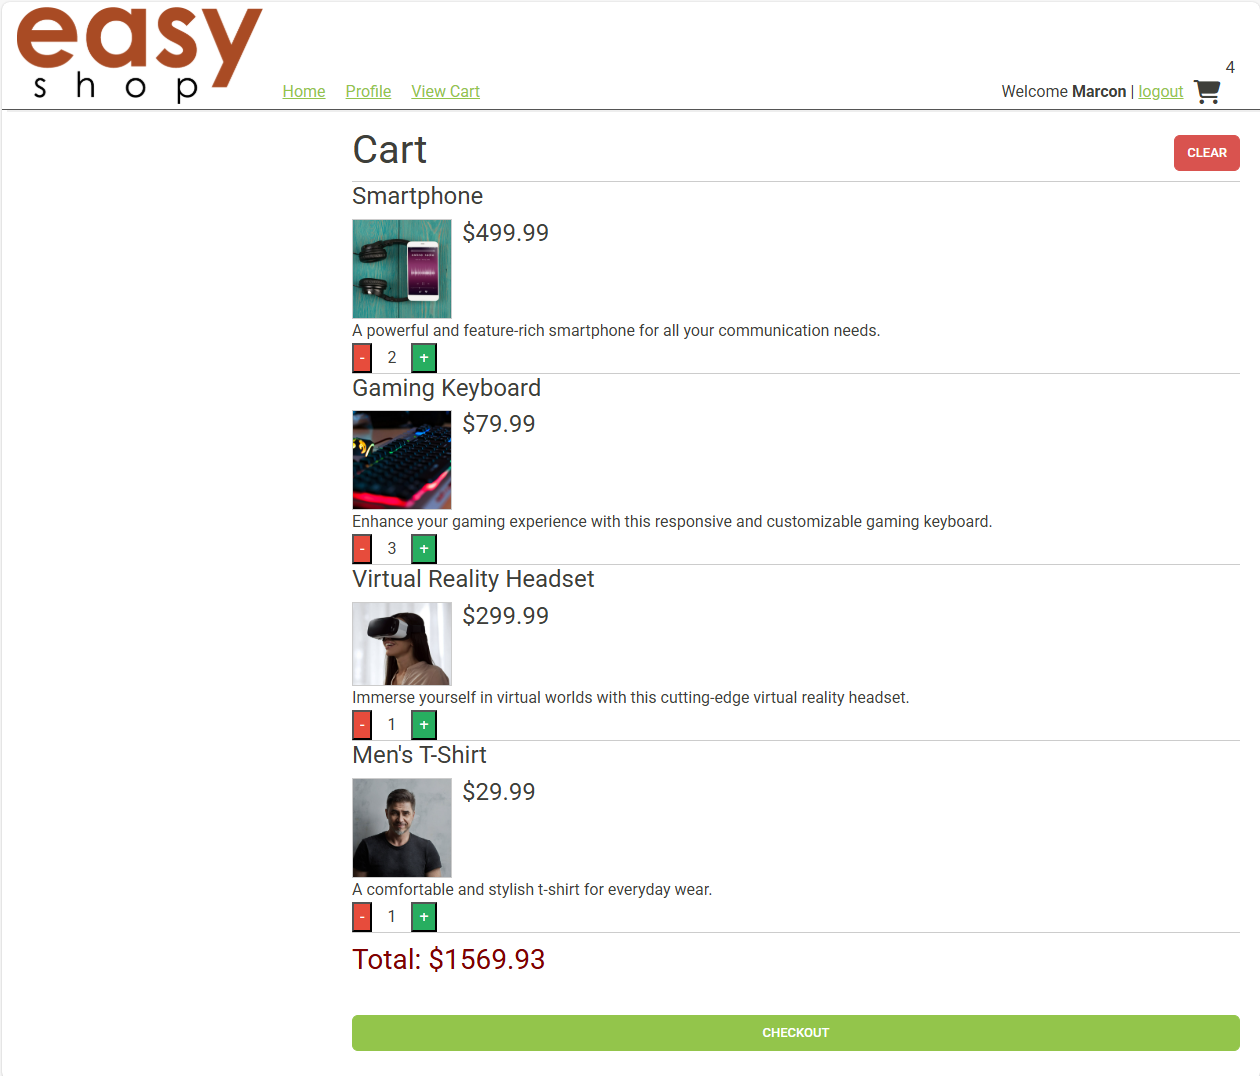 easy
shop
Home Profile View Cart
Welcome Marcon | logout
4
Cart
CLEAR
Smartphone
$499.99
A powerful and feature-rich smartphone for all your communication needs.
- 2 +
Gaming Keyboard
$79.99
Enhance your gaming experience with this responsive and customizable gaming keyboard.
- 3 +
Virtual Reality Headset
$299.99
Immerse yourself in virtual worlds with this cutting-edge virtual reality headset.
- 1 +
Men's T-Shirt
$29.99
A comfortable and stylish t-shirt for everyday wear.
- 1 +
Total: $1569.93
CHECKOUT